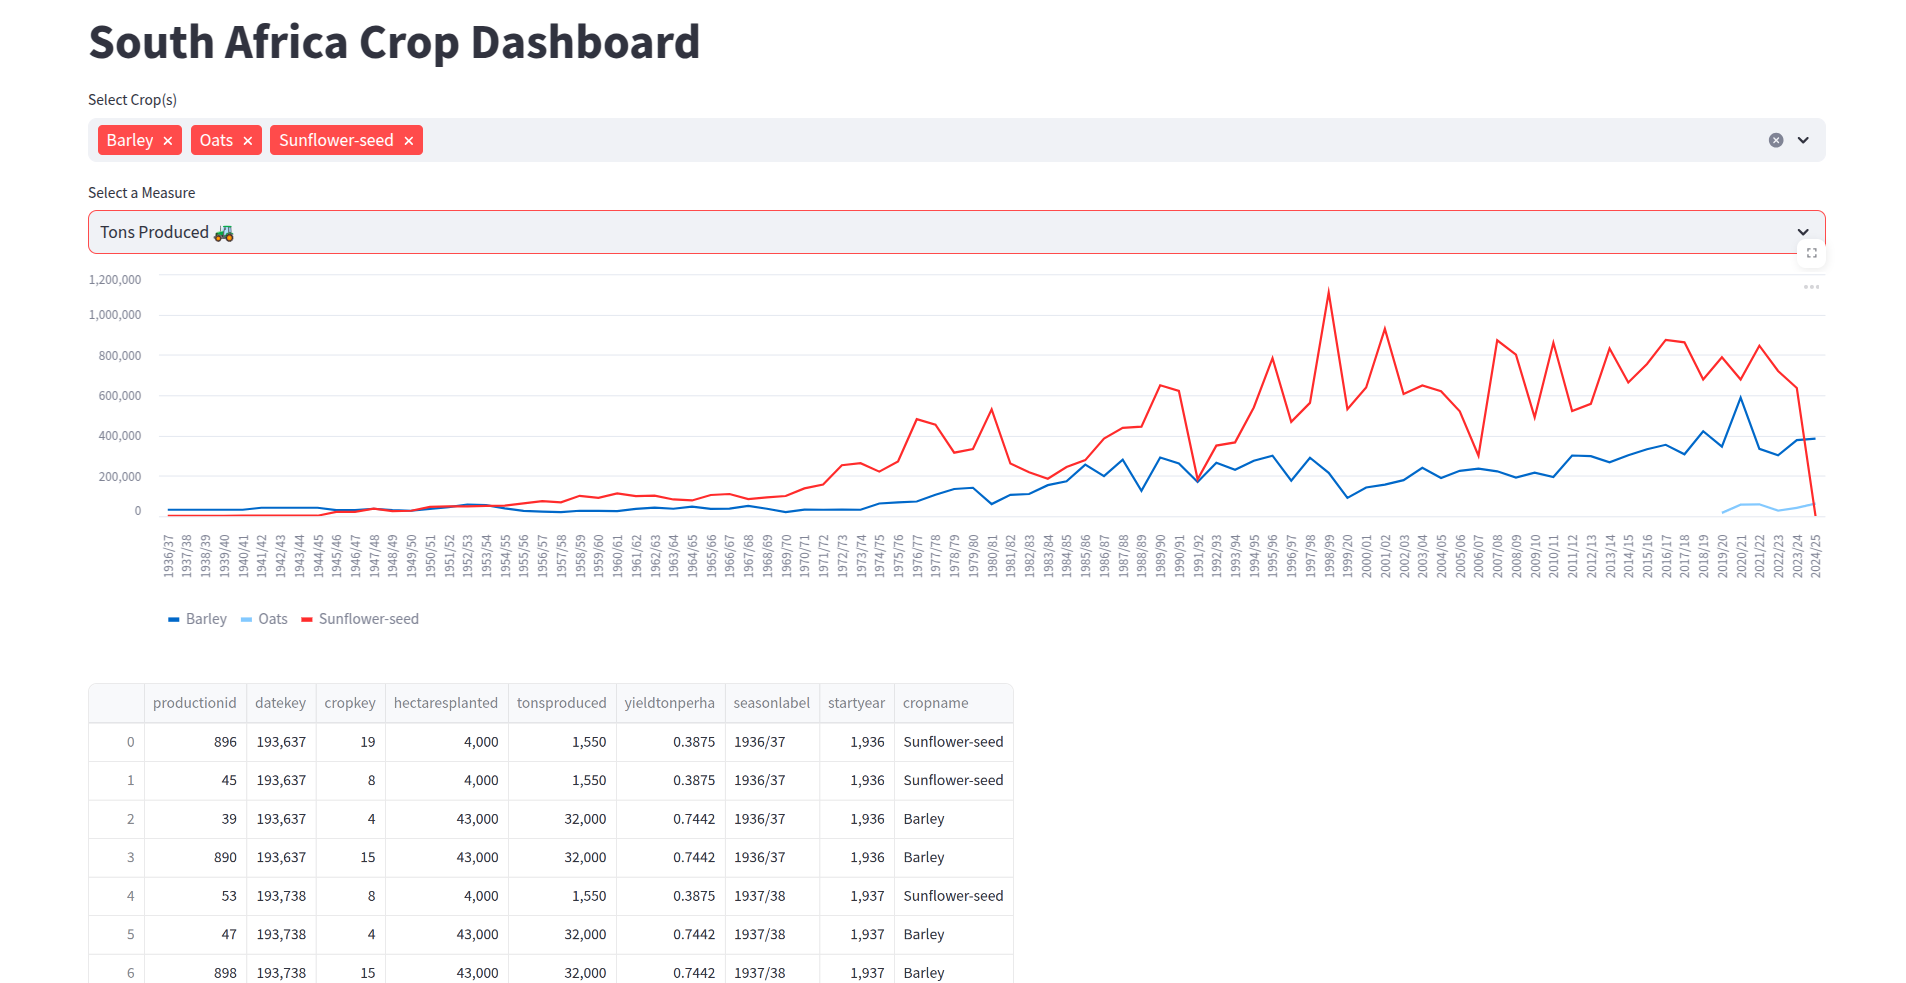 South Africa Crop Dashboard
Select Crop(s)
Barley × Oats × Sunflower-seed ×
Select a Measure
Tons Produced 🚜
1,200,000
1,000,000
800,000
600,000
400,000
200,000
0
1936/37 1937/38 1938/39 1939/40 1940/41 1941/42 1942/43 1943/44 1944/45 1945/46 1946/47 1947/48 1948/49 1949/50 1950/51 1951/52 1952/53 1953/54 1954/55 1955/56 1956/57 1957/58 1958/59 1959/60 1960/61 1961/62 1962/63 1963/64 1964/65 1965/66 1966/67 1967/68 1968/69 1969/70 1970/71 1971/72 1972/73 1973/74 1974/75 1975/76 1976/77 1977/78 1978/79 1979/80 1980/81 1981/82 1982/83 1983/84 1984/85 1985/86 1986/87 1987/88 1988/89 1989/90 1990/91 1991/92 1992/93 1993/94 1994/95 1995/96 1996/97 1997/98 1998/99 1999/20 2000/01 2001/02 2002/03 2003/04 2004/05 2005/06 2006/07 2007/08 2008/09 2009/10 2010/11 2011/12 2012/13 2013/14 2014/15 2015/16 2016/17 2017/18 2018/19 2019/20 2020/21 2021/22 2022/23 2023/24 2024/25
Barley Oats Sunflower-seed
productionid datekey cropkey hectaresplanted tonsproduced yieldtonperha seasonlabel startyear cropname
0 896 193,637 19 4,000 1,550 0.3875 1936/37 1,936 Sunflower-seed
1 45 193,637 8 4,000 1,550 0.3875 1936/37 1,936 Sunflower-seed
2 39 193,637 4 43,000 32,000 0.7442 1936/37 1,936 Barley
3 890 193,637 15 43,000 32,000 0.7442 1936/37 1,936 Barley
4 53 193,738 8 4,000 1,550 0.3875 1937/38 1,937 Sunflower-seed
5 47 193,738 4 43,000 32,000 0.7442 1937/38 1,937 Barley
6 898 193,738 15 43,000 32,000 0.7442 1937/38 1,937 Barley